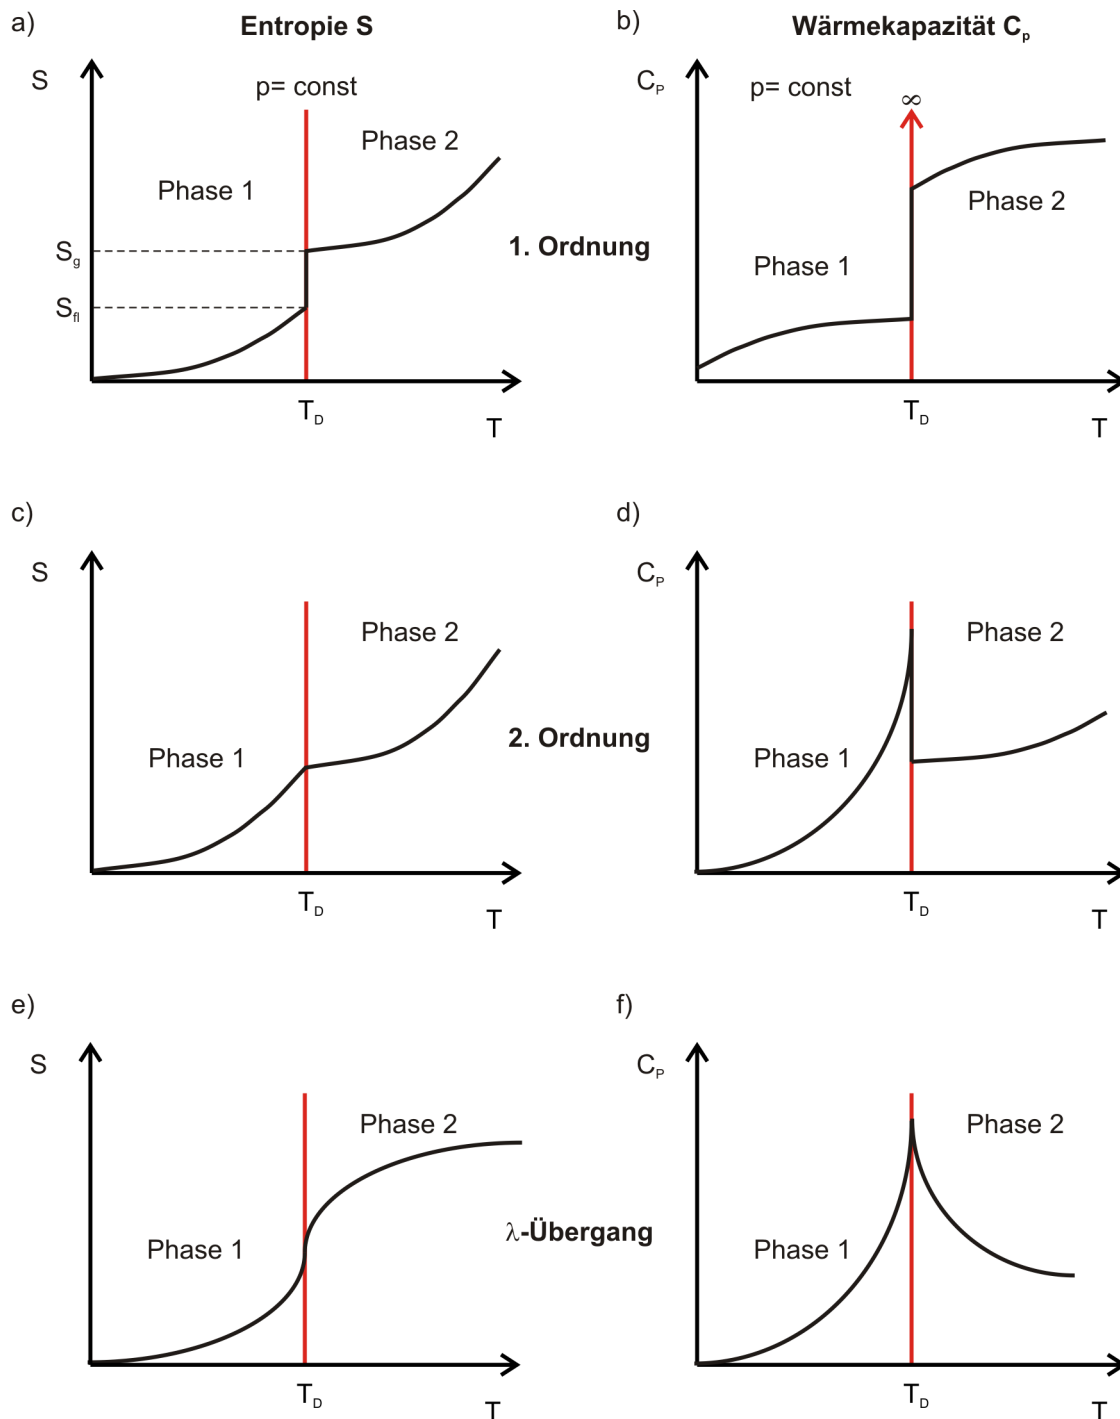 a) Entropie S
b) Wärmekapazität Cp
S
p= const
Phase 2
Phase 1
Sg
Sfl
TD
T
1. Ordnung
CP
p= const
∞
Phase 2
Phase 1
TD
T
c)
S
Phase 2
Phase 1
TD
T
2. Ordnung
d)
CP
Phase 2
Phase 1
TD
T
e)
S
Phase 2
Phase 1
TD
T
λ-Übergang
f)
CP
Phase 2
Phase 1
TD
T